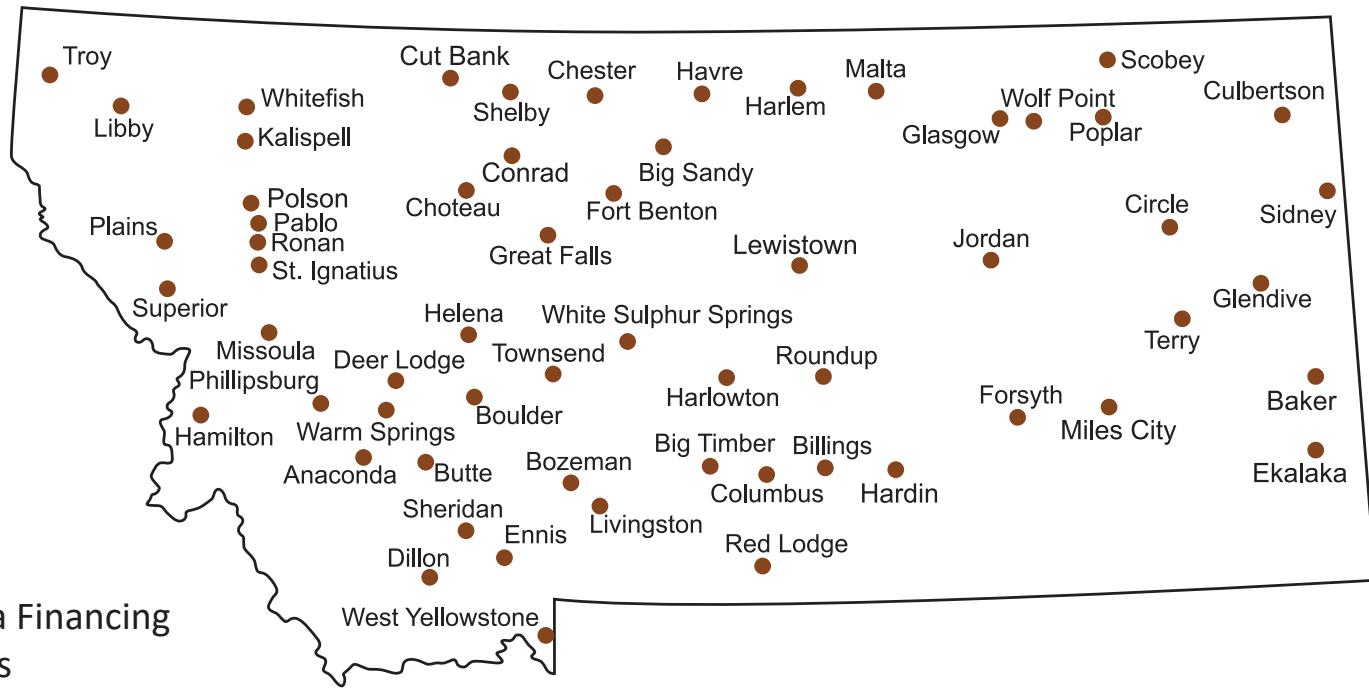 Troy
Cut Bank
Chester
Havre
Malta
Scobey
Libby
Whitefish
Shelby
Harlem
Wolf Point
Culbertson
Kalispell
Glasgow
Poplar
Conrad
Big Sandy
Polson
Choteau
Fort Benton
Circle
Sidney
Plains
Pablo
Ronan
Great Falls
Lewistown
Jordan
St. Ignatius
Superior
Glendive
Helena
White Sulphur Springs
Terry
Missoula
Deer Lodge
Townsend
Roundup
Phillipsburg
Harlowton
Forsyth
Baker
Hamilton
Warm Springs
Boulder
Miles City
Anaconda
Butte
Bozeman
Big Timber
Billings
Ekalaka
Columbus
Hardin
Sheridan
Livingston
Ennis
Dillon
Red Lodge
West Yellowstone
a Financing
s